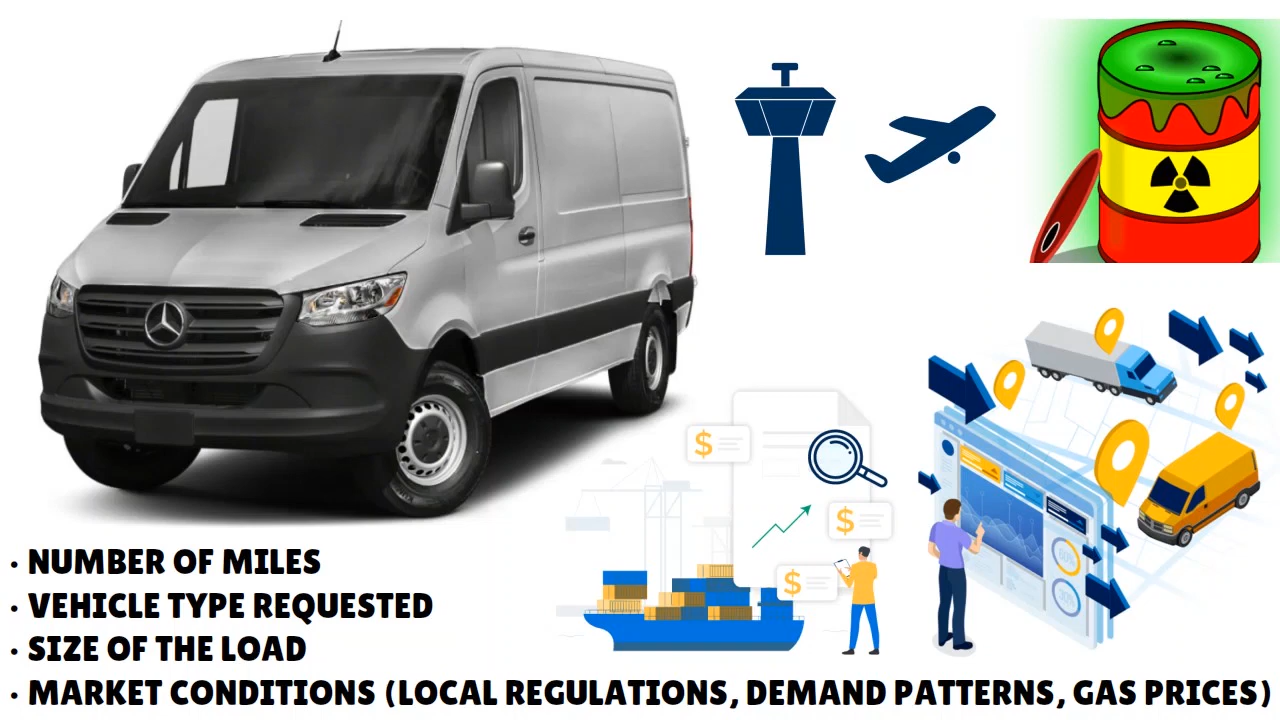 $
$
$
· NUMBER OF MILES
· VEHICLE TYPE REQUESTED
· SIZE OF THE LOAD
· MARKET CONDITIONS (LOCAL REGULATIONS, DEMAND PATTERNS, GAS PRICES)